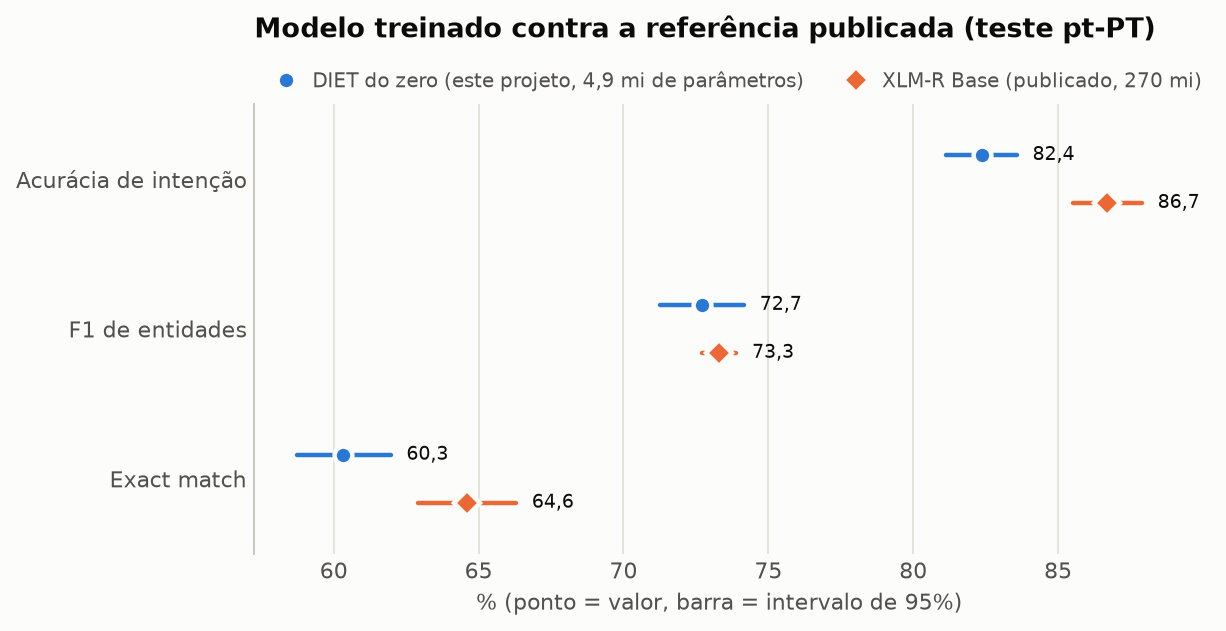 Modelo treinado contra a referência publicada (teste pt-PT)
DIET do zero (este projeto, 4,9 mi de parâmetros)
XLM-R Base (publicado, 270 mi)
Acurácia de intenção
82,4
86,7
F1 de entidades
72,7
73,3
Exact match
60,3
64,6
60 65 70 75 80 85
% (ponto = valor, barra = intervalo de 95%)